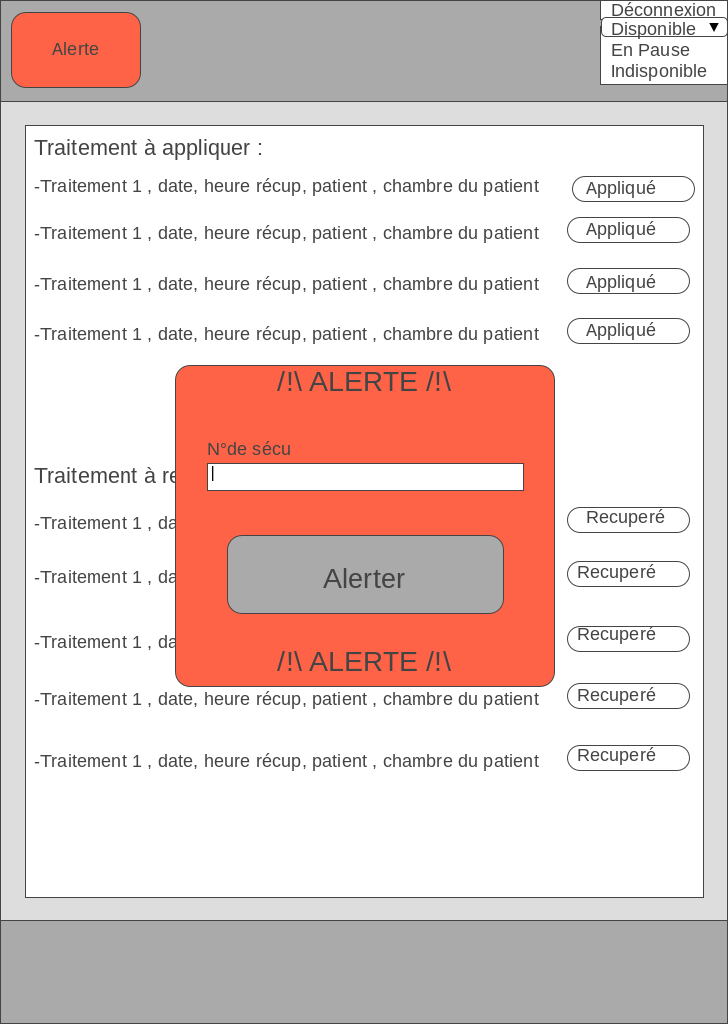 Déconnexion
Alerte
Disponible ▼
En Pause
Indisponible
Traitement à appliquer :
-Traitement 1 , date, heure récup, patient , chambre du patient Appliqué
-Traitement 1 , date, heure récup, patient , chambre du patient Appliqué
-Traitement 1 , date, heure récup, patient , chambre du patient Appliqué
-Traitement 1 , date, heure récup, patient , chambre du patient Appliqué
/!\ ALERTE /!\
N°de sécu
Traitement à re
-Traitement 1 , da Recuperé
Alerter
-Traitement 1 , da Recuperé
-Traitement 1 , da Recuperé
/!\ ALERTE /!\
-Traitement 1 , date, heure récup, patient , chambre du patient Recuperé
-Traitement 1 , date, heure récup, patient , chambre du patient Recuperé